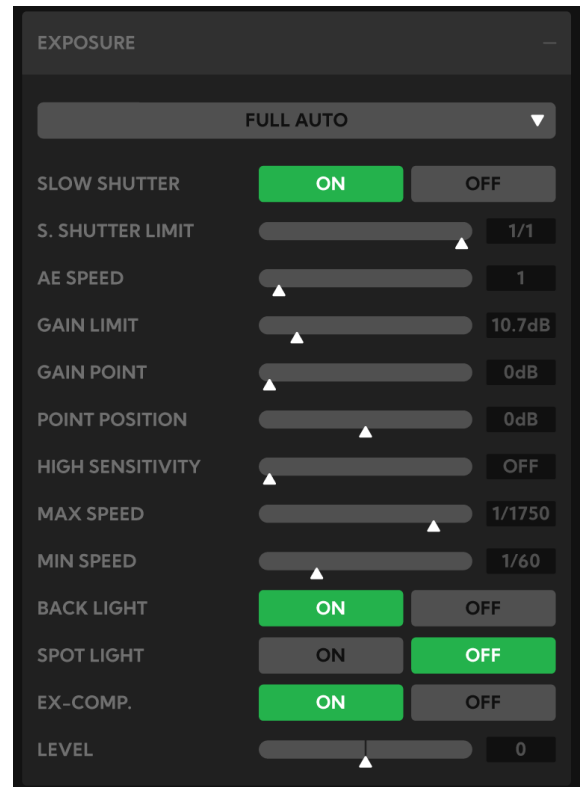 EXPOSURE
FULL AUTO
SLOW SHUTTER ON OFF
S. SHUTTER LIMIT 1/1
AE SPEED 1
GAIN LIMIT 10.7dB
GAIN POINT 0dB
POINT POSITION 0dB
HIGH SENSITIVITY OFF
MAX SPEED 1/1750
MIN SPEED 1/60
BACK LIGHT ON OFF
SPOT LIGHT ON OFF
EX-COMP. ON OFF
LEVEL 0